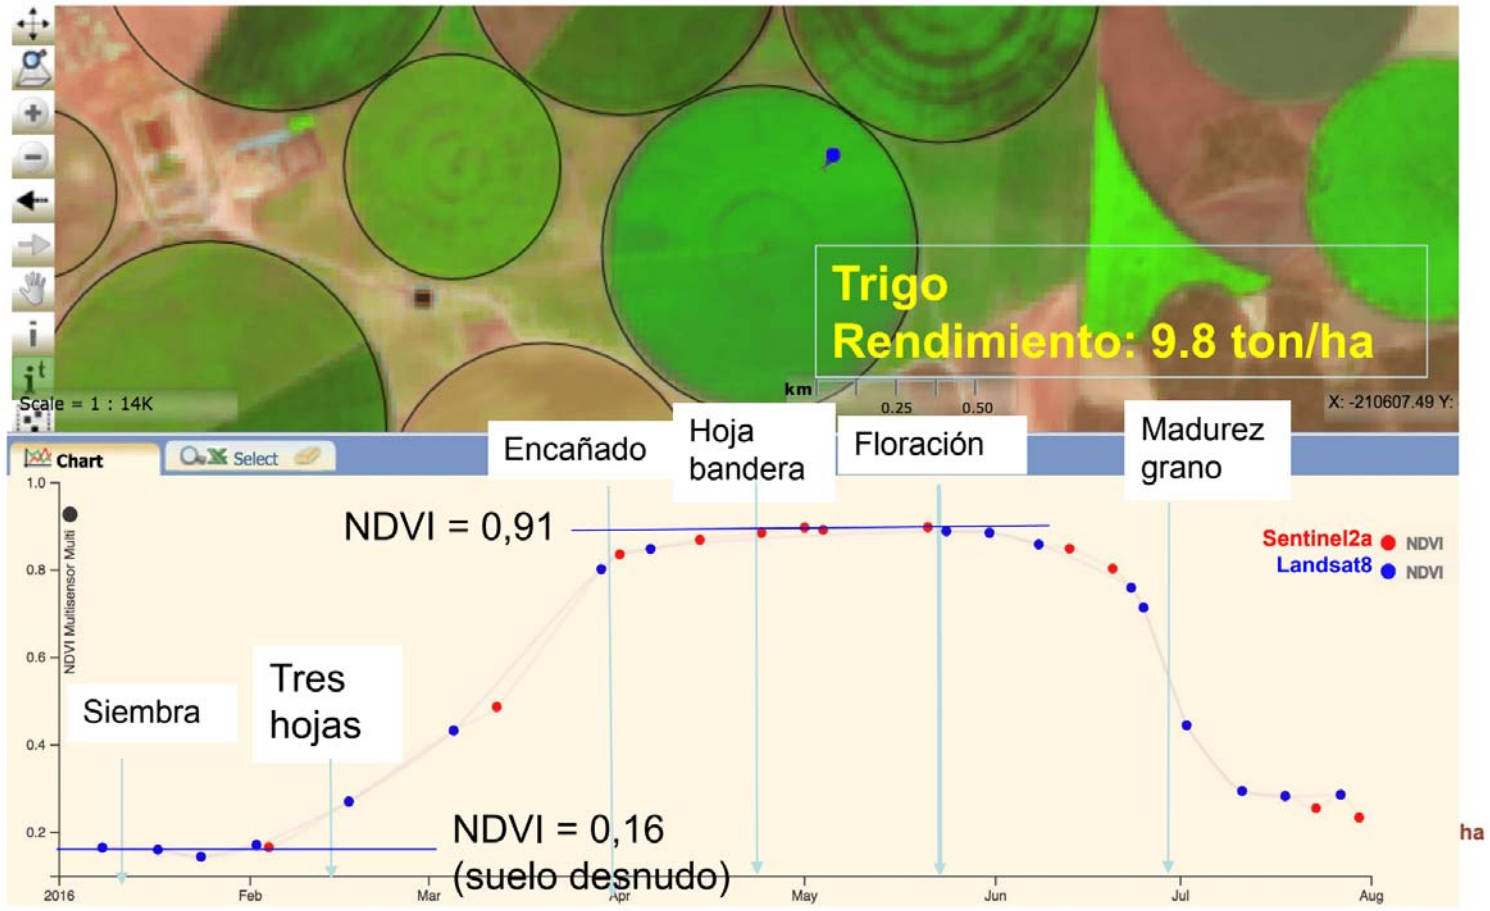 Trigo
Rendimiento: 9.8 ton/ha
i
it
km
0.25 0.50
Scale = 1 : 14K
X: -210607.49 Y:
Chart
Select
Encañado
Hoja
bandera
Floración
Madurez
grano
1.0
NDVI = 0,91
Sentinel2a NDVI
Landsat8 NDVI
NDVI Multisensor Multi
0.8
0.6
Siembra
Tres
hojas
0.4
0.2
NDVI = 0,16
(suelo desnudo)
ha
2016 Feb Mar Apr May Jun Jul Aug